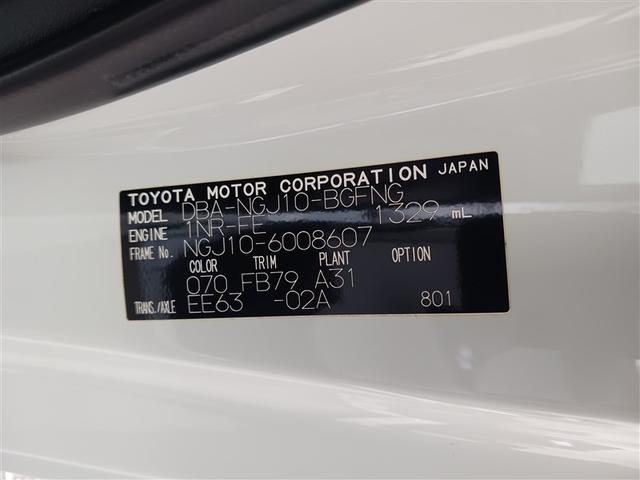 TOYOTA MOTOR CORPORATION JAPAN
MODEL DBA-NGJ10-BGFNG
ENGINE 1NR-FE 1329 mL
FRAME No. NGJ10-6008607
COLOR TRIM PLANT OPTION
070 FB79 A31
TRANS./AXLE EE63 -02A 801